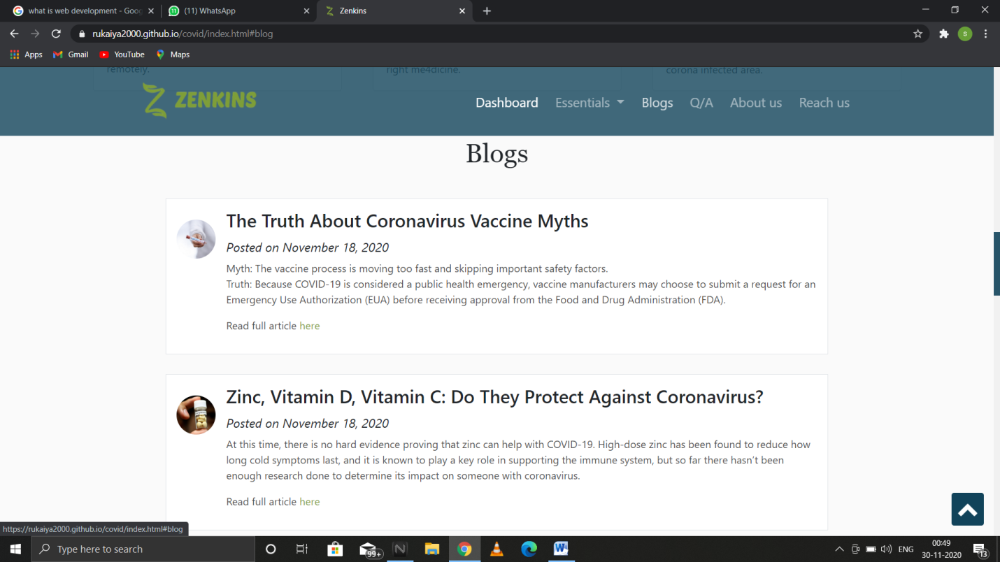 what is web development - Goog
(11) WhatsApp
Zenkins
rukaiya2000.github.io/covid/index.html#blog
S
Apps Gmail YouTube Maps
remotely. right me4dicine. corona infected area.
ZENKINS
Dashboard Essentials Blogs Q/A About us Reach us
Blogs
The Truth About Coronavirus Vaccine Myths
Posted on November 18, 2020
Myth: The vaccine process is moving too fast and skipping important safety factors.
Truth: Because COVID-19 is considered a public health emergency, vaccine manufacturers may choose to submit a request for an
Emergency Use Authorization (EUA) before receiving approval from the Food and Drug Administration (FDA).
Read full article here
Zinc, Vitamin D, Vitamin C: Do They Protect Against Coronavirus?
Posted on November 18, 2020
At this time, there is no hard evidence proving that zinc can help with COVID-19. High-dose zinc has been found to reduce how
long cold symptoms last, and it is known to play a key role in supporting the immune system, but so far there hasn't been
enough research done to determine its impact on someone with coronavirus.
Read full article here
https://rukaiya2000.github.io/covid/index.html#blog
Type here to search
99+
N
W
ENG
00:49
30-11-2020
13